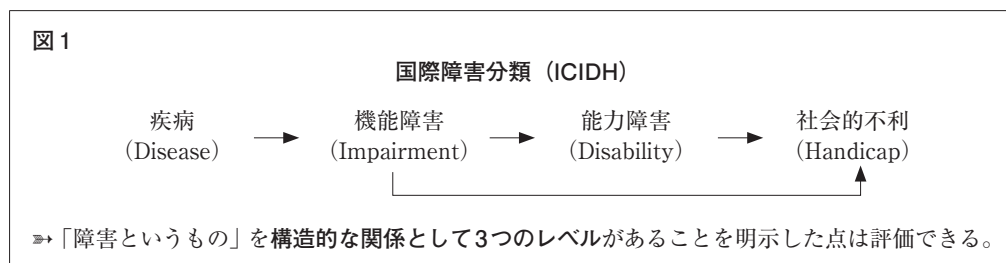 図1
国際障害分類（ICIDH）
疾病 機能障害 能力障害 社会的不利
（Disease） （Impairment） （Disability） （Handicap）
➳「障害というもの」を構造的な関係として3つのレベルがあることを明示した点は評価できる。